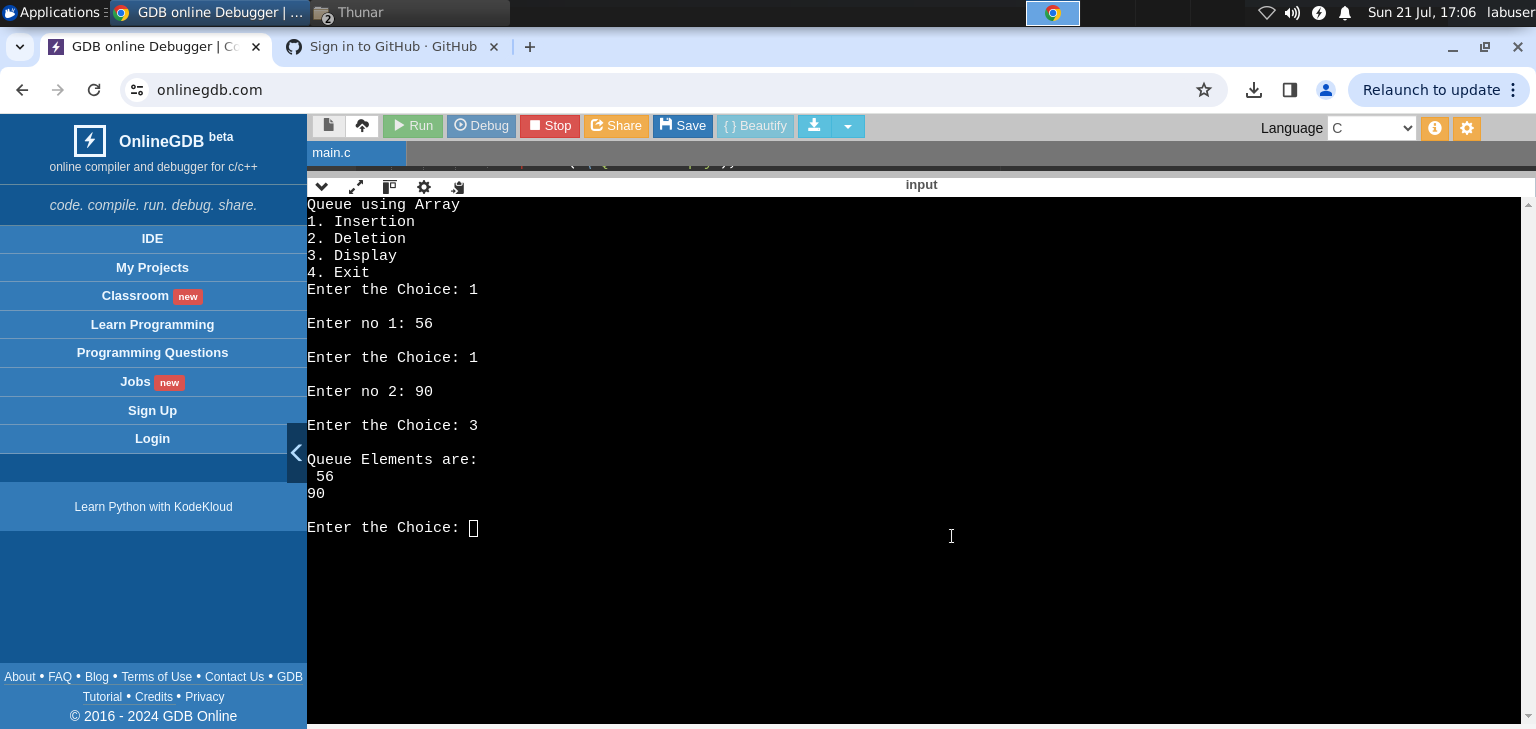 Applications
GDB online Debugger | ...
2
Thunar
Sun 21 Jul, 17:06
labuser
GDB online Debugger | Co
Sign in to GitHub · GitHub
onlinegdb.com
Relaunch to update
OnlineGDB beta
online compiler and debugger for c/c++
code. compile. run. debug. share.
IDE
My Projects
Classroom new
Learn Programming
Programming Questions
Jobs new
Sign Up
Login
Learn Python with KodeKloud
About • FAQ • Blog • Terms of Use • Contact Us • GDB
Tutorial • Credits • Privacy
© 2016 - 2024 GDB Online
Run
Debug
Stop
Share
Save
{ } Beautify
Language C
main.c
input
Queue using Array
1. Insertion
2. Deletion
3. Display
4. Exit
Enter the Choice: 1
Enter no 1: 56
Enter the Choice: 1
Enter no 2: 90
Enter the Choice: 3
Queue Elements are:
56
90
Enter the Choice: